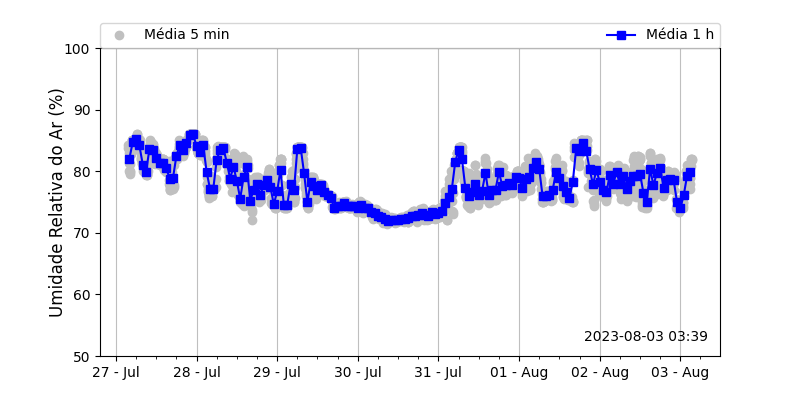 Média 5 min
Média 1 h
Umidade Relativa do Ar (%)
100
90
80
70
60
50
2023-08-03 03:39
27 - Jul
28 - Jul
29 - Jul
30 - Jul
31 - Jul
01 - Aug
02 - Aug
03 - Aug